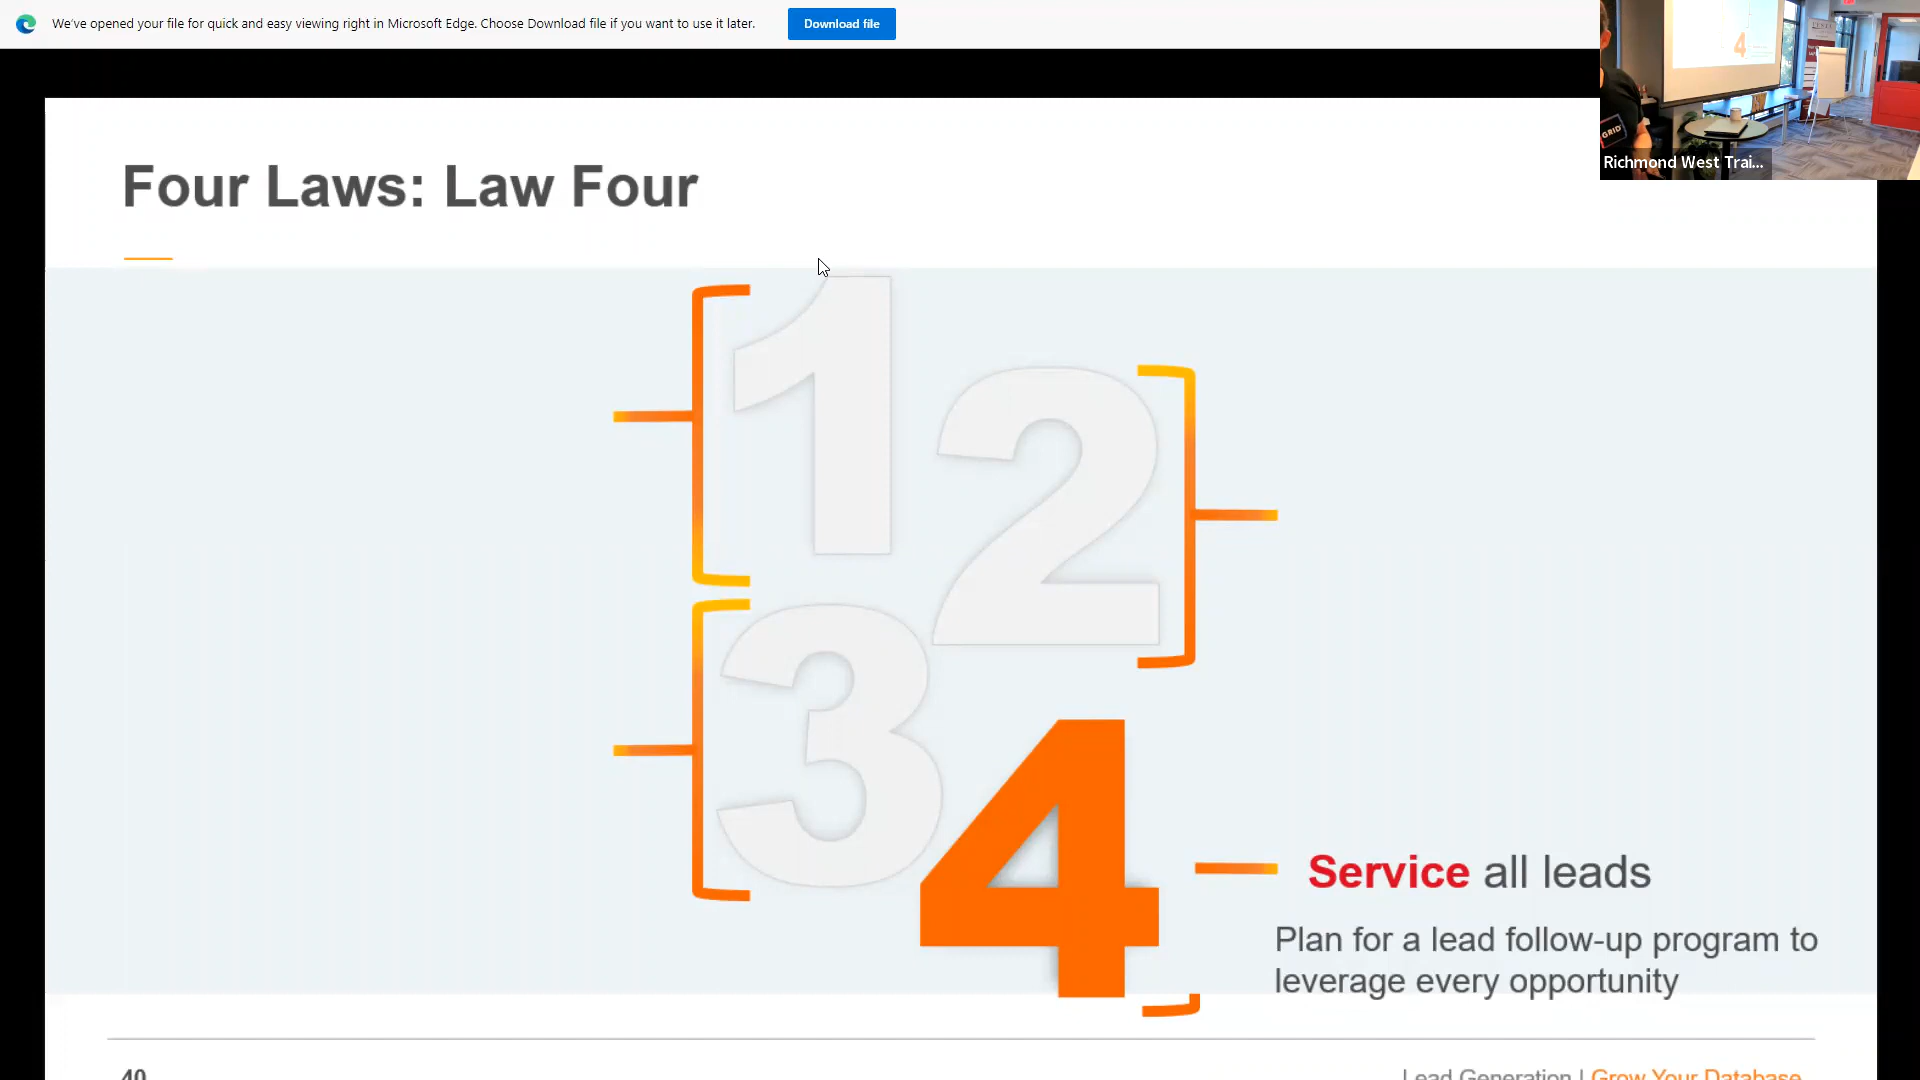 We've opened your file for quick and easy viewing right in Microsoft Edge. Choose Download file if you want to use it later.
Download file
4
GRID
Richmond West Trai...
Four Laws: Law Four
1
2
3
4
Service all leads
Plan for a lead follow-up program to
leverage every opportunity
40
Lead Generation | Grow Your Database